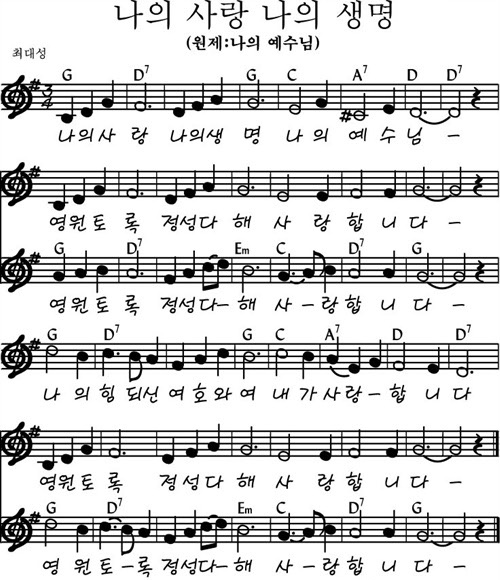 나의 사랑 나의 생명
(원제:나의 예수님)
최대성
G D7 G C A7 D D7
나의사 랑 나의생 명 나 의 예 수 님 -
영원토 록 정성다 해 사 랑 합 니 다 -
G D7 Em C D7 G
영원토 록 정성다- 해 사-랑합 니 다 -
G D7 G C A7 D D7
나 의힘 되신 여호와 여 내 가사랑-합 니 다
영원토 록 정성다 해 사 랑 합 니 다 -
G D7 Em C D7 G
영 원토-록정성다- 해 사-랑합 니 다 -